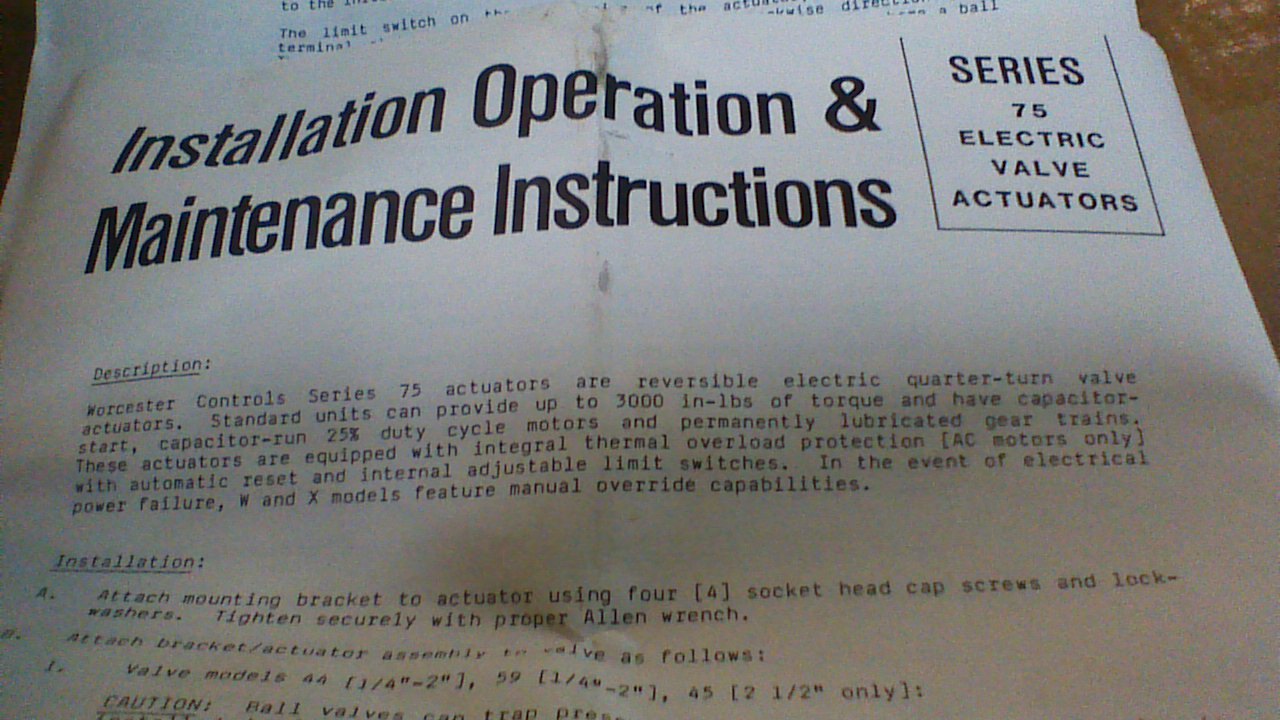 to the
The limit switch on of the
direction
a ball
Installation Operation &
Maintenance Instructions
SERIES
75
ELECTRIC
VALVE
ACTUATORS
Description:
Worcester Controls Series 75 actuators are reversible electric quarter-turn valve
actuators. Standard units can provide up to 3000 in-lbs of torque and have capacitor-
start, capacitor-run 25% duty cycle motors and permanently lubricated gear trains.
These actuators are equipped with integral thermal overload protection [AC motors only]
with automatic reset and internal adjustable limit switches. In the event of electrical
power failure, W and X models feature manual override capabilities.
Installation:
A. Attach mounting bracket to actuator using four [4] socket head cap screws and lock-
washers. Tighten securely with proper Allen wrench.
B. Attach bracket/actuator assembly to valve as follows:
1. Valve models 44 [1/4"-2"], 59 [1/4"-2"], 45 [2 1/2" only]:
CAUTION: Ball valves can trap